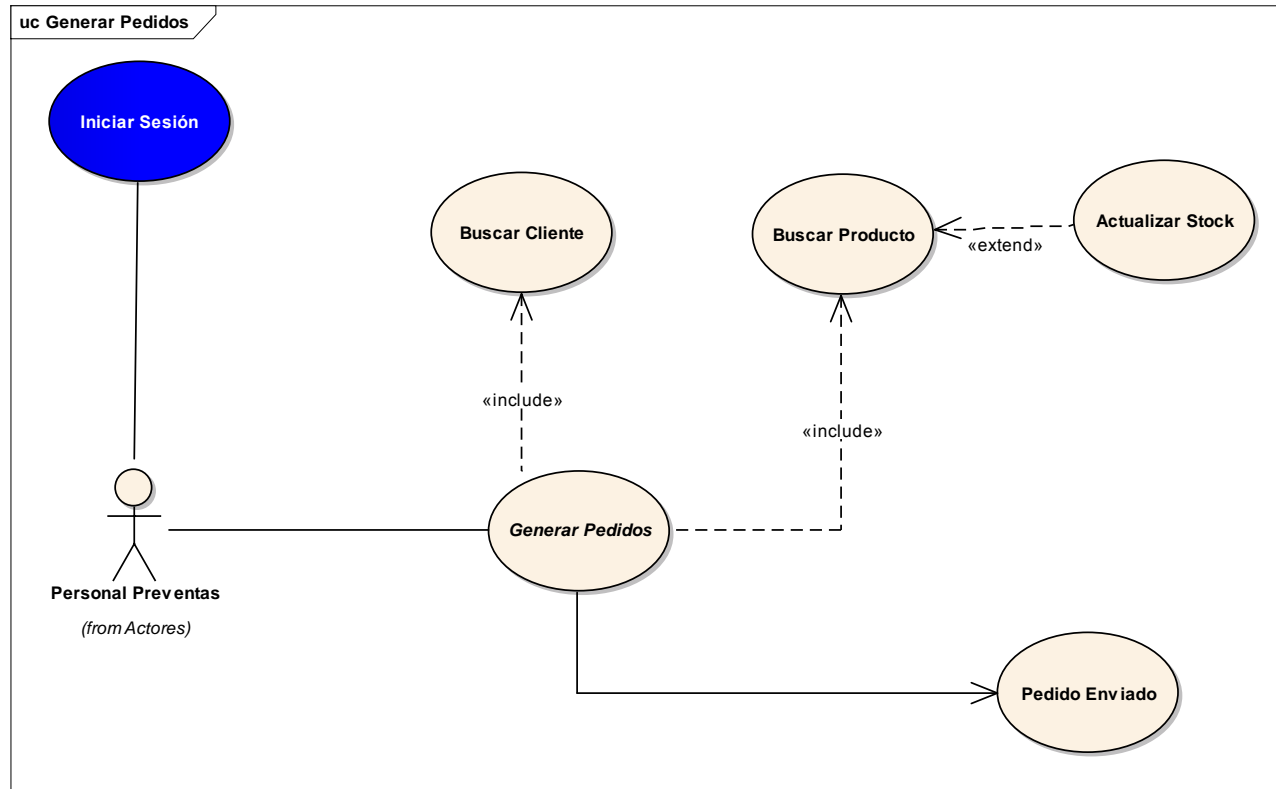 uc Generar Pedidos
Iniciar Sesión
Buscar Cliente
Buscar Producto
Actualizar Stock
«extend»
«include»
«include»
Generar Pedidos
Personal Preventas
(from Actores)
Pedido Enviado